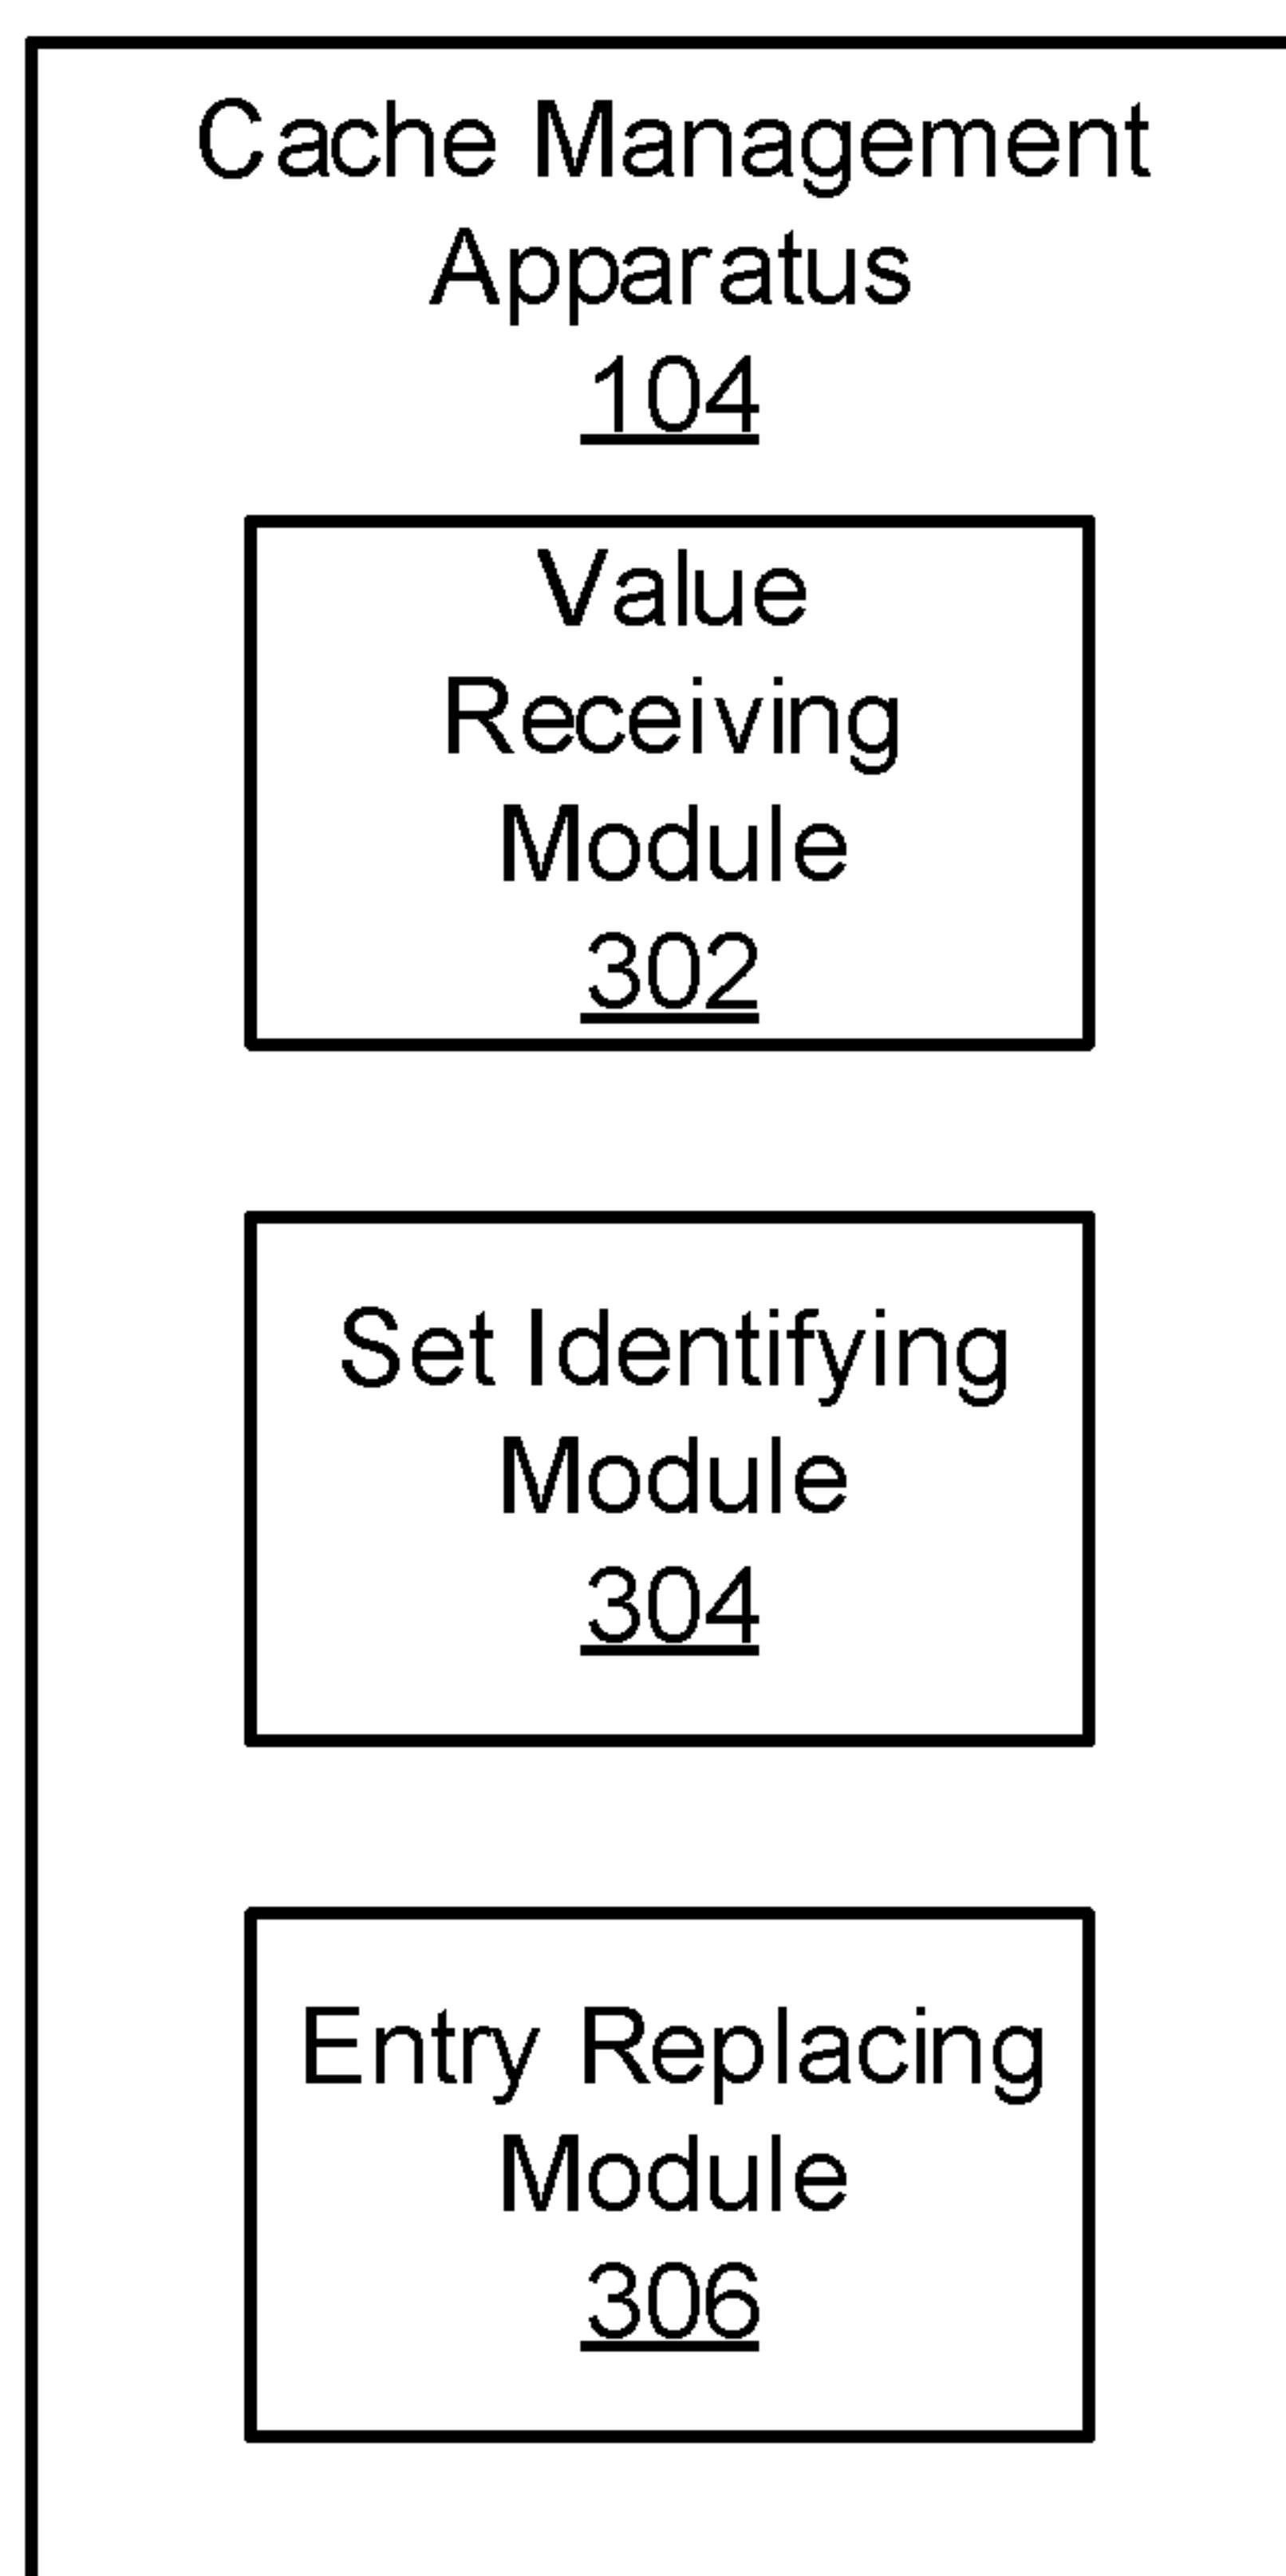 Cache Management
Apparatus
104
Value
Receiving
Module
302
Set Identifying
Module
304
Entry Replacing
Module
306